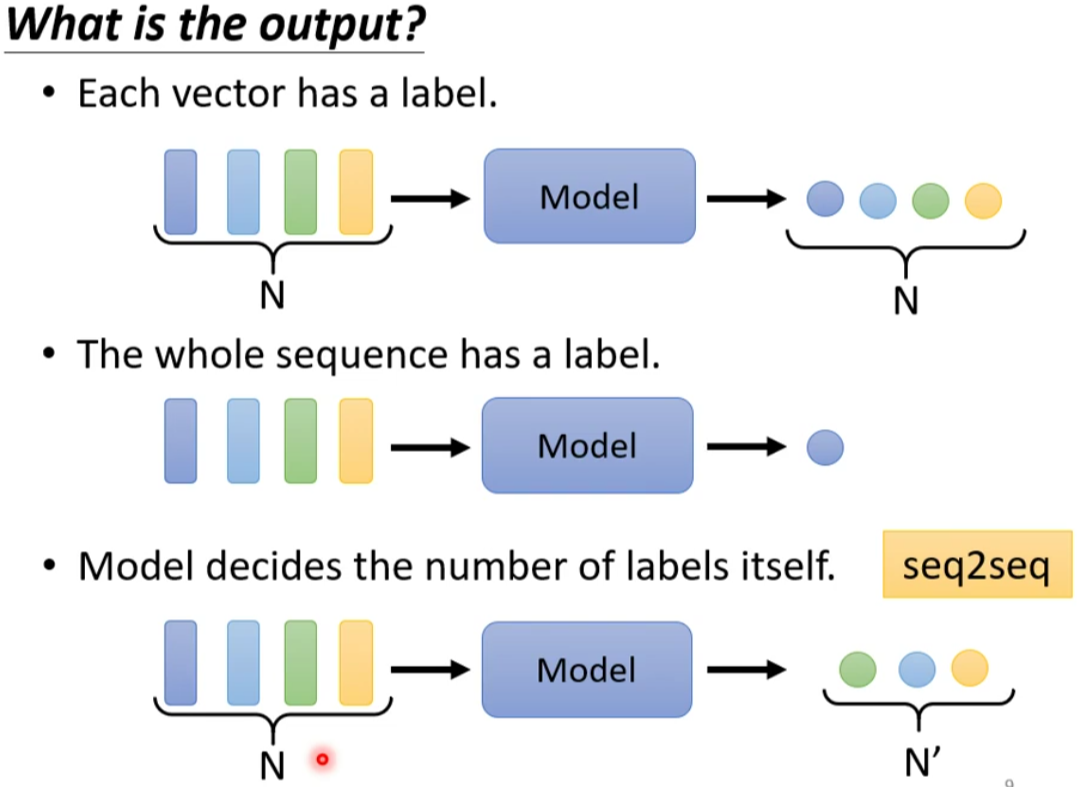 What is the output?
• Each vector has a label.
Model
N
N
• The whole sequence has a label.
Model
• Model decides the number of labels itself.
seq2seq
Model
N
N’
9